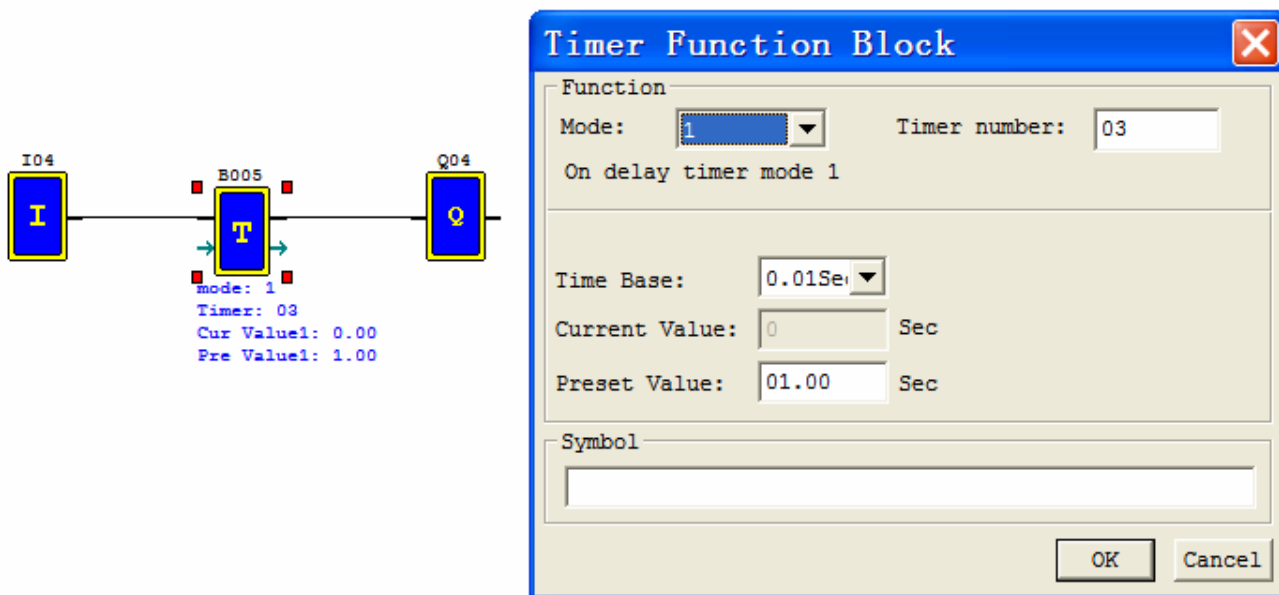 I04
I
B005
T
mode: 1
Timer: 03
Cur Value1: 0.00
Pre Value1: 1.00
Q04
Q
Timer Function Block
Function
Mode: 1 Timer number: 03
On delay timer mode 1
Time Base: 0.01Se
Current Value: 0 Sec
Preset Value: 01.00 Sec
Symbol
OK Cancel